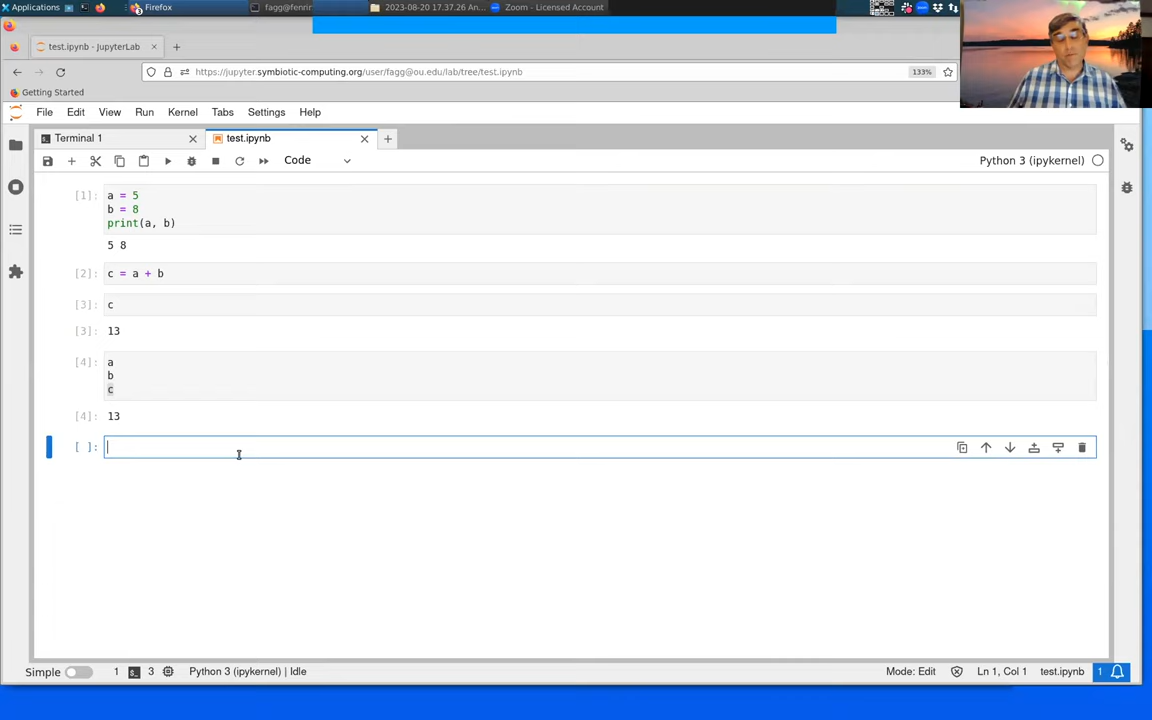 Applications
Firefox
fagg@fenrir
2023-08-20 17.37.26 An...
Zoom - Licensed Account
test.ipynb - JupyterLab
https://jupyter.symbiotic-computing.org/user/fagg@ou.edu/lab/tree/test.ipynb
133%
Getting Started
File Edit View Run Kernel Tabs Settings Help
Terminal 1
test.ipynb
Code
Python 3 (ipykernel)
[1]: a = 5
b = 8
print(a, b)
5 8
[2]: c = a + b
[3]: c
[3]: 13
[4]: a
b
c
[4]: 13
[ ]:
Simple 1 3 Python 3 (ipykernel) | Idle Mode: Edit Ln 1, Col 1 test.ipynb 1